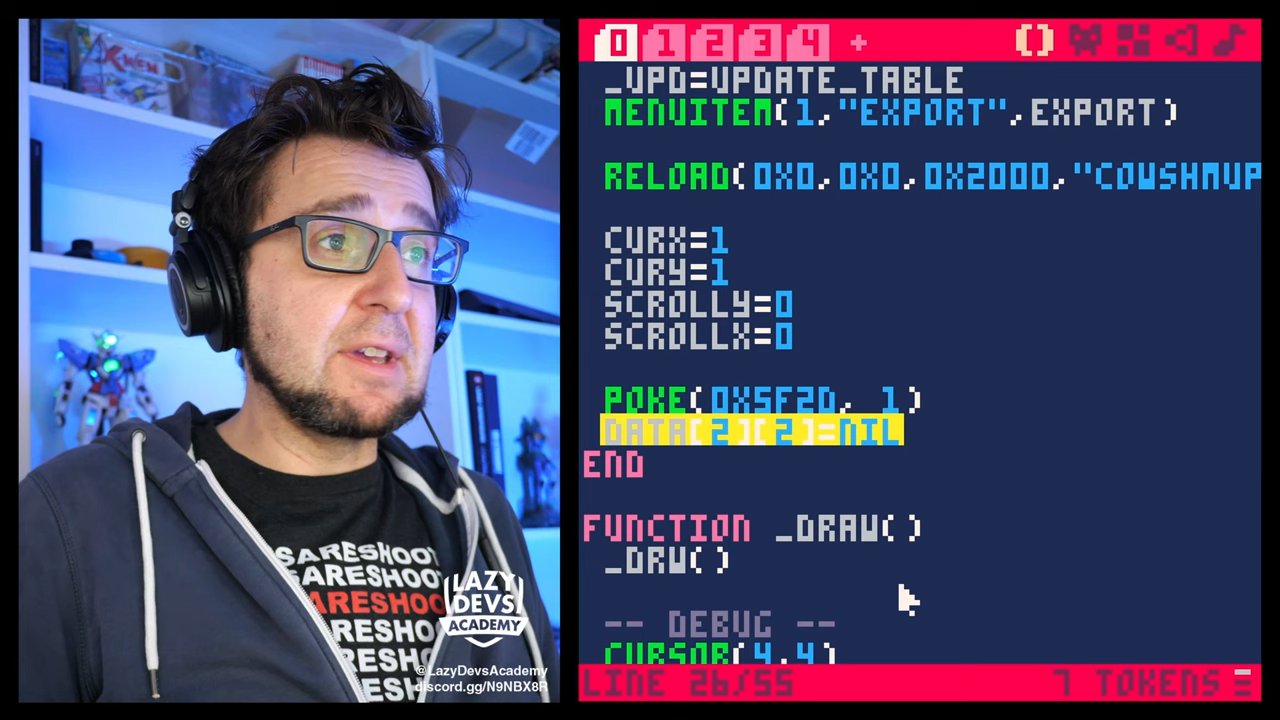 0 1 2 3 4 +
_UPD=UPDATE_TABLE
MENUITEM(1,"EXPORT",EXPORT)
RELOAD(0X0,0X0,0X2000,"COWSHMUP
CURX=1
CURY=1
SCROLLY=0
SCROLLX=0
POKE(0X5F2D, 1)
DATA[2][2]=NIL
END
FUNCTION _DRAW()
_DRW()
-- DEBUG --
CURSOR(4,4)
LINE 26/55
7 TOKENS
SARESHOOT
SARESHOOT
ARESHOO
RESHO
RESHO
ESH
LAZY
DEVS
ACADEMY
@LazyDevsAcademy
discord.gg/N9NBX8R